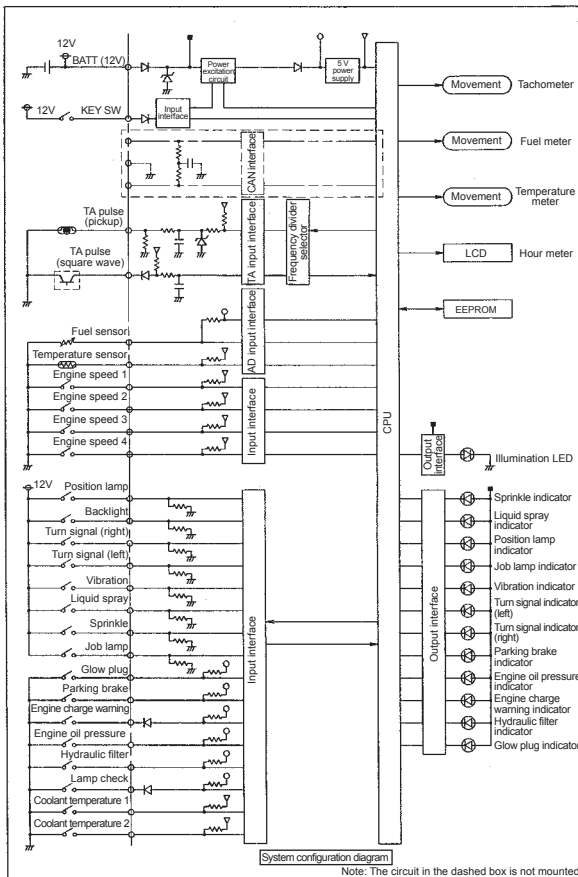 12V
BATT (12V)
Power
excitation
circuit
5 V
power
supply
Movement
Tachometer
12V
KEY SW
Input
interface
CAN interface
Movement
Fuel meter
Movement
Temperature
meter
TA pulse
(pickup)
TA pulse
(square wave)
TA input interface
Frequency divider
selector
LCD
Hour meter
EEPROM
CPU
Fuel sensor
Temperature sensor
AD input interface
Engine speed 1
Engine speed 2
Engine speed 3
Engine speed 4
Input interface
Output
interface
Illumination LED
12V
Position lamp
Backlight
Turn signal (right)
Turn signal (left)
Vibration
Liquid spray
Sprinkle
Job lamp
Glow plug
Parking brake
Engine charge warning
Engine oil pressure
Hydraulic filter
Lamp check
Coolant temperature 1
Coolant temperature 2
Input interface
Output interface
Sprinkle indicator
Liquid spray
indicator
Position lamp
indicator
Job lamp indicator
Vibration indicator
Turn signal indicator
(left)
Turn signal indicator
(right)
Parking brake
indicator
Engine oil pressure
indicator
Engine charge
warning indicator
Hydraulic filter
indicator
Glow plug indicator
System configuration diagram
Note: The circuit in the dashed box is not mounted